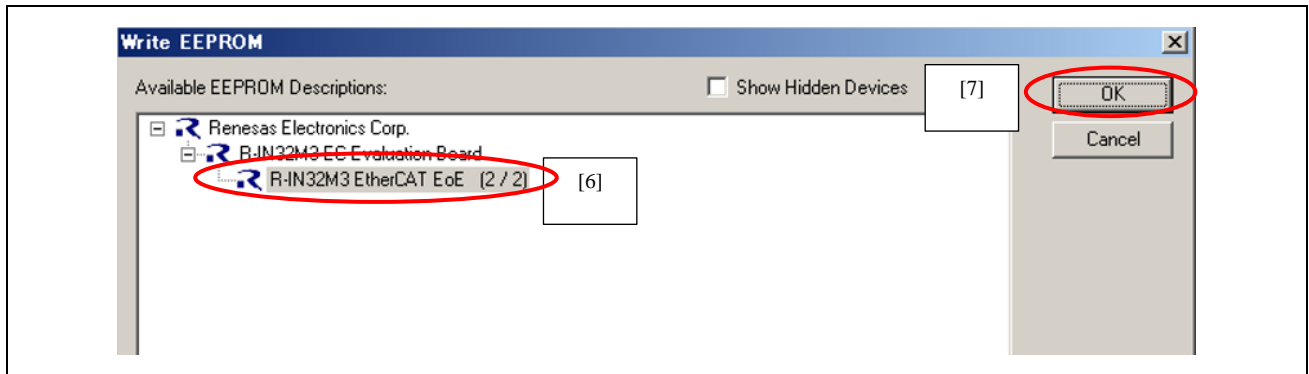 Write EEPROM
Available EEPROM Descriptions:
Show Hidden Devices
[7]
OK
Cancel
Renesas Electronics Corp.
R-IN32M3 EC Evaluation Board
R-IN32M3 EtherCAT EoE (2 / 2)
[6]